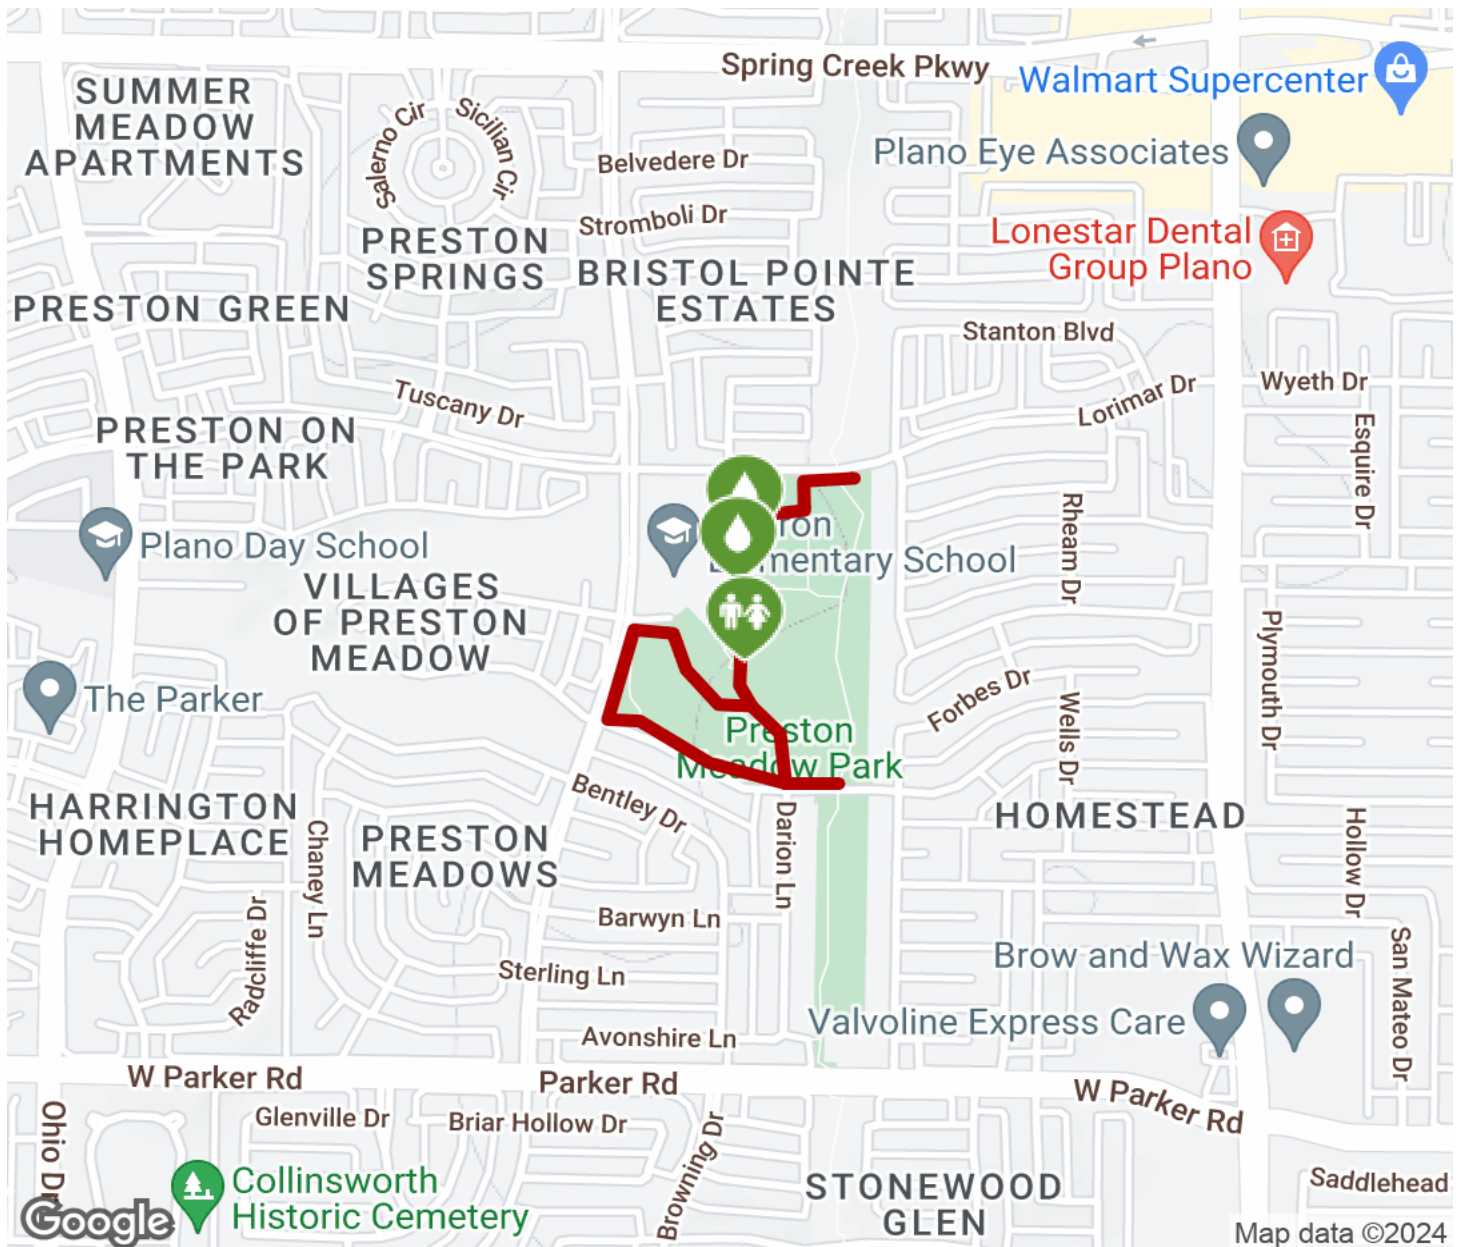 Spring Creek Pkwy
Walmart Supercenter
SUMMER
MEADOW
APARTMENTS
Salerno Cir
Sicilian Cir
Belvedere Dr
Plano Eye Associates
Stromboli Dr
PRESTON
SPRINGS
Lonestar Dental
Group Plano
BRISTOL POINTE
ESTATES
PRESTON GREEN
Stanton Blvd
Tuscany Dr
Lorimar Dr
Wyeth Dr
PRESTON ON
THE PARK
Esquire Dr
Plano Day School
Elementary School
Rheam Dr
VILLAGES
OF PRESTON
MEADOW
Plymouth Dr
The Parker
Forbes Dr
Wells Dr
Preston
Meadow Park
Bentley Dr
HARRINGTON
HOMEPLACE
Chaney Ln
PRESTON
MEADOWS
Darion Ln
HOMESTEAD
Hollow Dr
Radcliffe Dr
Barwyn Ln
Sterling Ln
Brow and Wax Wizard
San Mateo Dr
Valvoline Express Care
Avonshire Ln
W Parker Rd
Parker Rd
W Parker Rd
Ohio Dr
Glenville Dr
Briar Hollow Dr
Browning Dr
Collinsworth
Historic Cemetery
STONEWOOD
GLEN
Saddlehead
Google
Map data ©2024